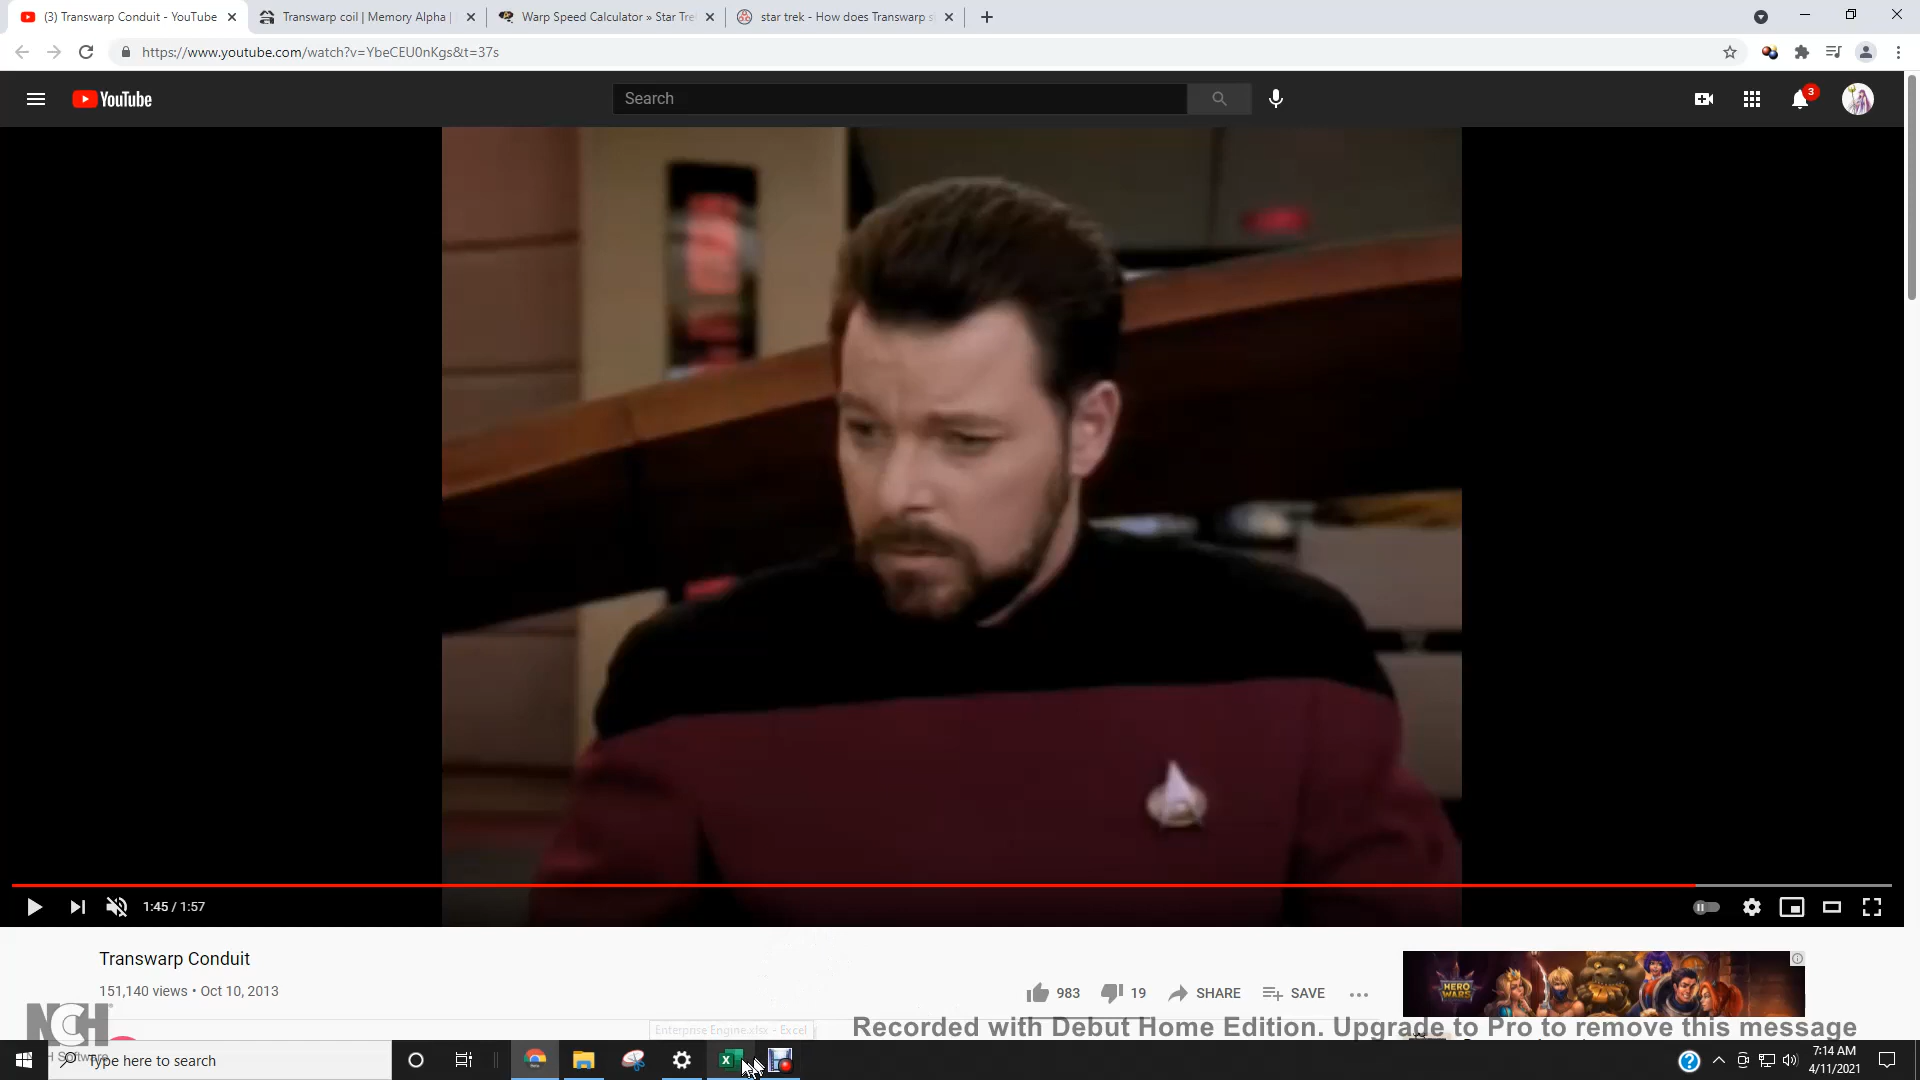 (3) Transwarp Conduit - YouTube
Transwarp coil | Memory Alpha |
Warp Speed Calculator » Star Tre
star trek - How does Transwarp s
https://www.youtube.com/watch?v=YbeCEU0nKgs&t=37s
YouTube
Search
3
1:45 / 1:57
Transwarp Conduit
151,140 views • Oct 10, 2013
983
19
SHARE
SAVE
HERO
WARS
NCH
Enterprise Engine.xlsx - Excel
Recorded with Debut Home Edition. Upgrade to Pro to remove this message
Type here to search
7:14 AM
4/11/2021